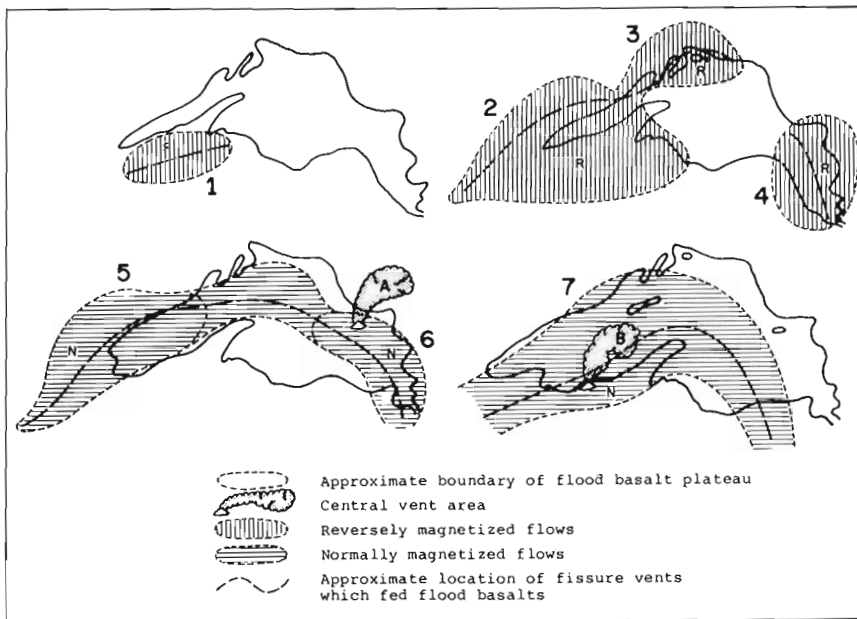 3
2
R
1
R
4
R
5
A
7
6
B
N
N
N
Approximate boundary of flood basalt plateau
Central vent area
Reversely magnetized flows
Normally magnetized flows
Approximate location of fissure vents
which fed flood basalts